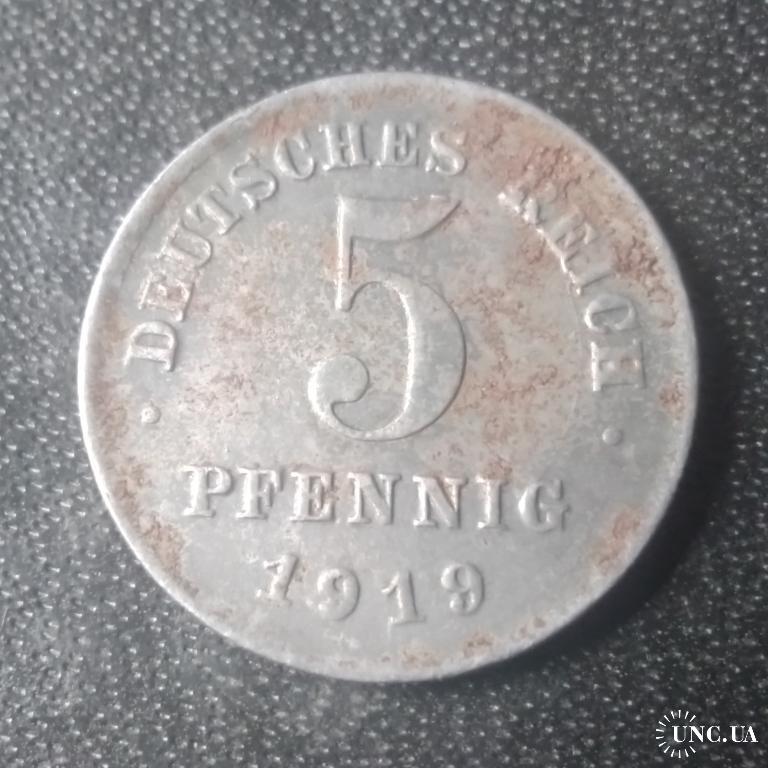 · DEUTSCHES REICH ·
5
PFENNIG
1919
UNC.UA